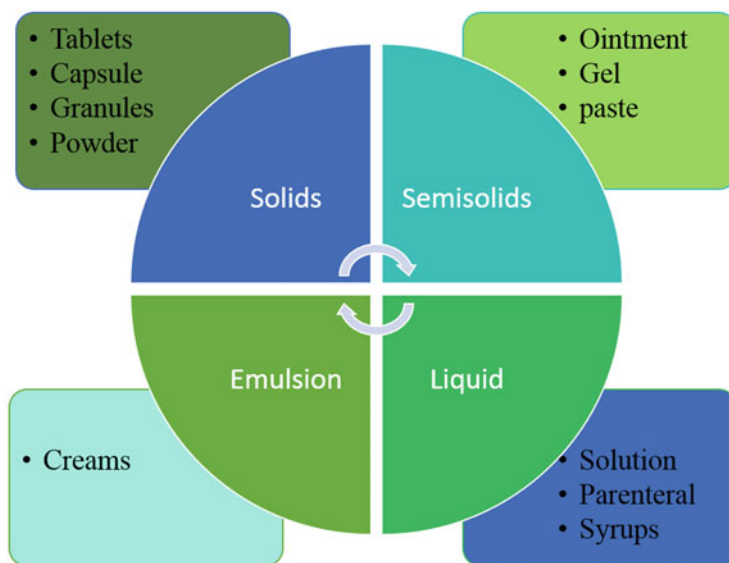 • Tablets
• Capsule
• Granules
• Powder
• Ointment
• Gel
• paste
Solids
Semisolids
Emulsion
Liquid
• Creams
• Solution
• Parenteral
• Syrups